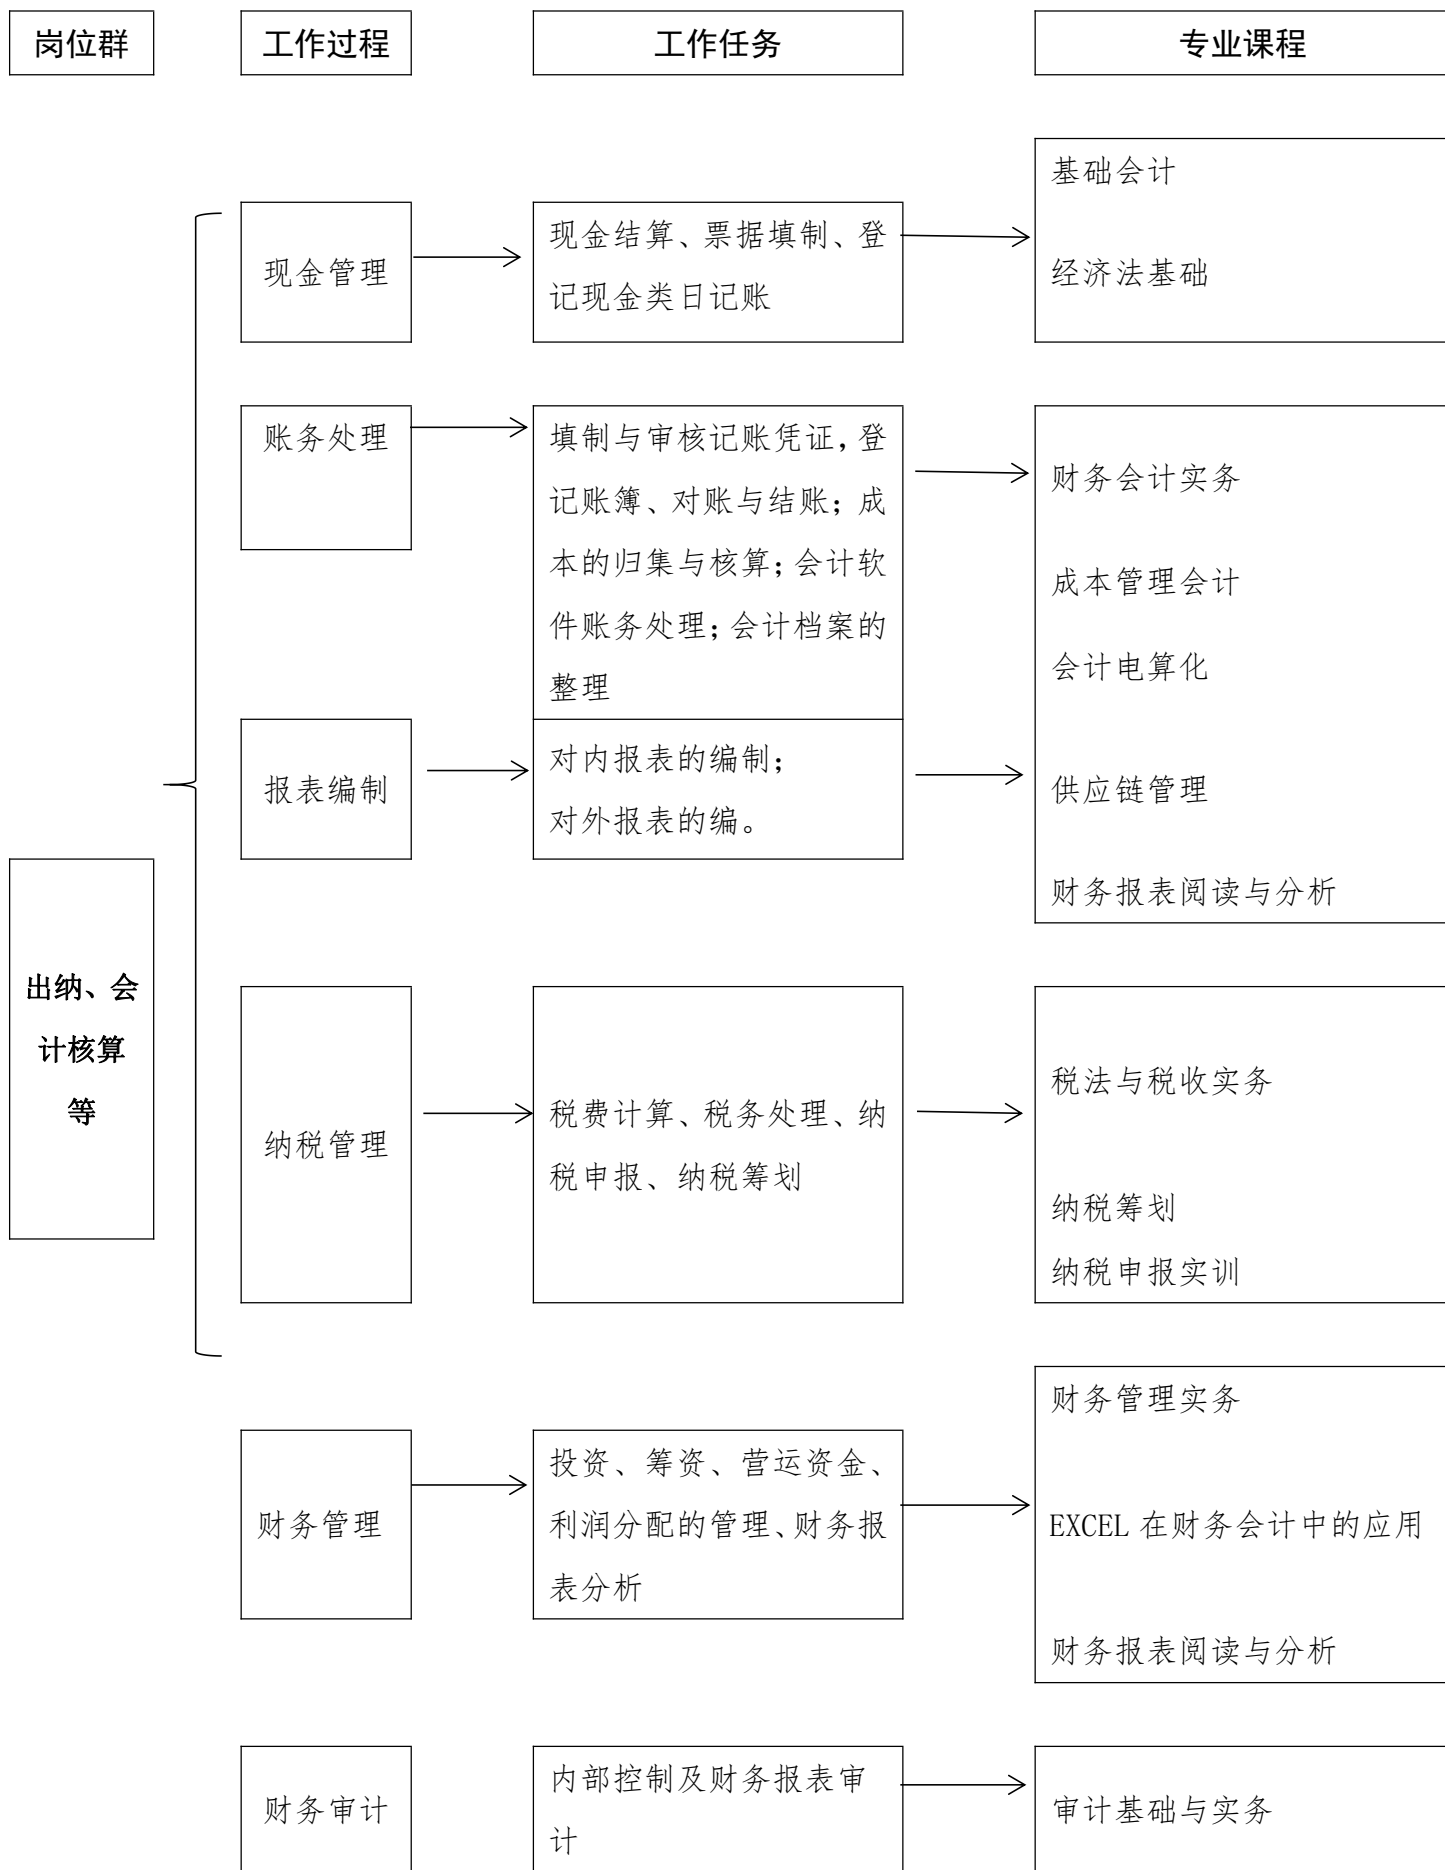 岗位群
工作过程
工作任务
专业课程
现金管理
现金结算、票据填制、登
记现金类日记账
基础会计
经济法基础
账务处理
填制与审核记账凭证，登
记账簿、对账与结账；成
本的归集与核算；会计软
件账务处理；会计档案的
整理
财务会计实务
成本管理会计
会计电算化
报表编制
对内报表的编制；
对外报表的编。
供应链管理
财务报表阅读与分析
出纳、会
计核算
等
纳税管理
税费计算、税务处理、纳
税申报、纳税筹划
税法与税收实务
纳税筹划
纳税申报实训
财务管理
投资、筹资、营运资金、
利润分配的管理、财务报
表分析
财务管理实务
EXCEL 在财务会计中的应用
财务报表阅读与分析
财务审计
内部控制及财务报表审
计
审计基础与实务